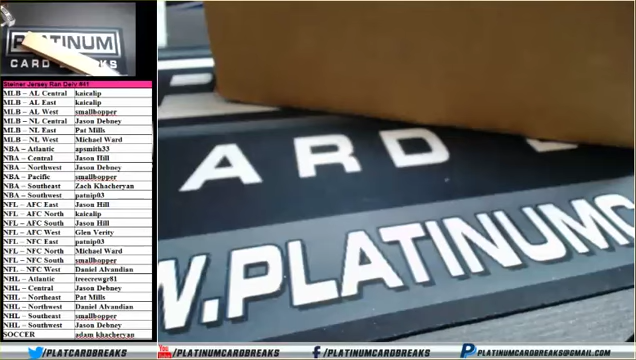 PLATINUM
CARD BREAKS
Steiner Jersey Ran Delv #41
MLB – AL Central kaicalip
MLB – AL East kaicalip
MLB – AL West smallhopper
MLB – NL Central Jason Debney
MLB – NL East Pat Mills
MLB – NL West Michael Ward
NBA – Atlantic apsmith33
NBA – Central Jason Hill
NBA – Northwest Jason Debney
NBA – Pacific smallhopper
NBA – Southeast Zach Khacheryan
NBA – Southwest patnip03
NFL – AFC East Jason Hill
NFL – AFC North kaicalip
NFL – AFC South Jason Hill
NFL – AFC West Glen Verity
NFL – NFC East patnip03
NFL – NFC North Michael Ward
NFL – NFC South smallhopper
NFL – NFC West Daniel Alvandian
NHL – Atlantic treecrewgr81
NHL – Central Jason Debney
NHL – Northeast Pat Mills
NHL – Northwest Daniel Alvandian
NHL – Southeast smallhopper
NHL – Southwest Jason Debney
SOCCER adam khacheryan
ARD
W.PLATINUMC
/PLATCARDBREAKS
/PLATINUMCARDBREAKS
/PLATINUMCARDBREAKS
PLATINUMCARDBREAKS@GMAIL.COM